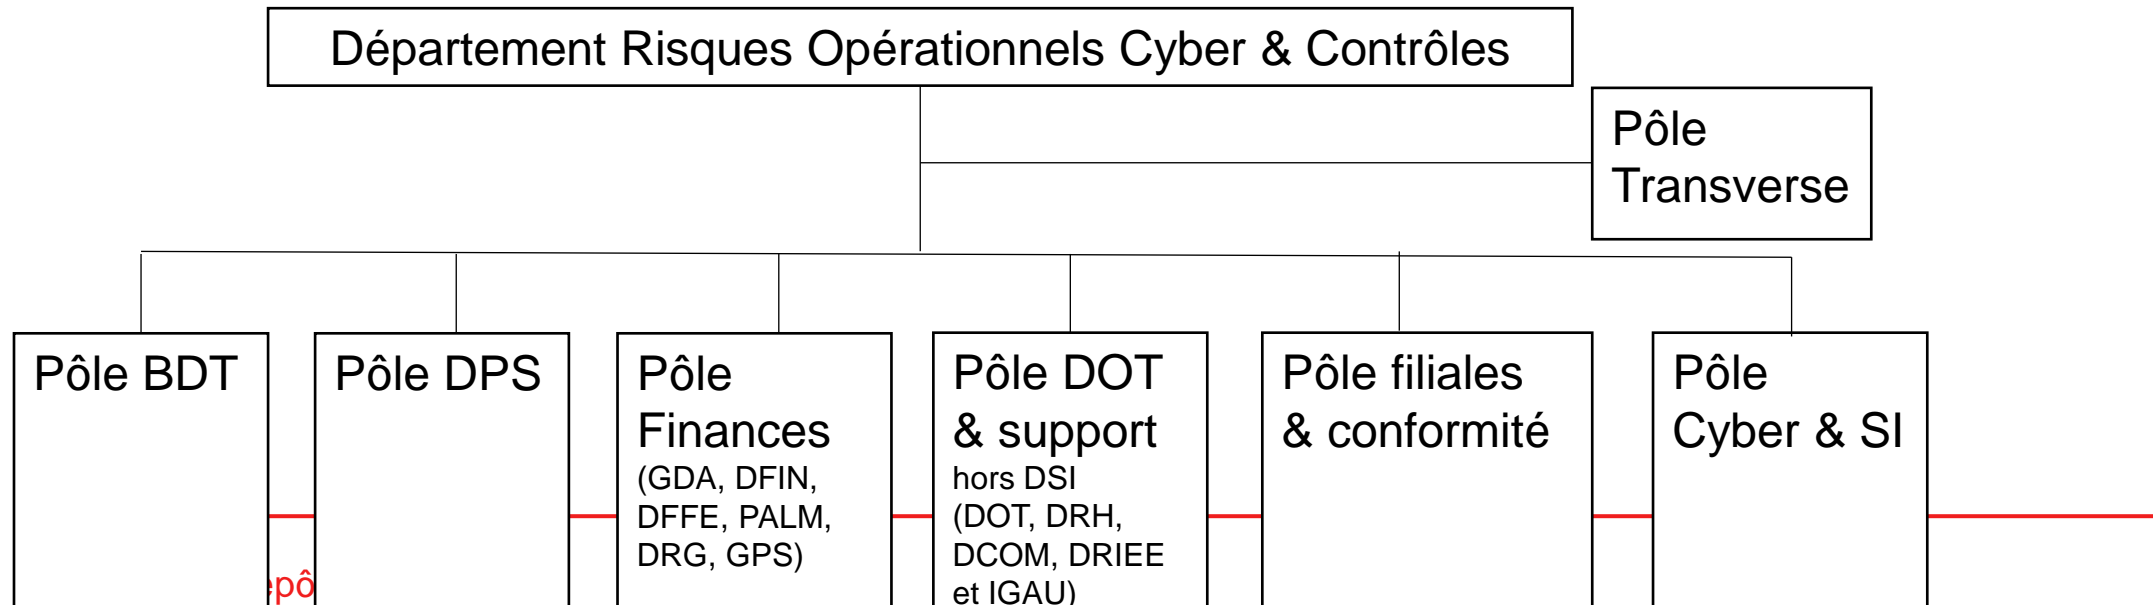 Département Risques Opérationnels Cyber & Contrôles
Pôle
Transverse
Pôle BDT
Pôle DPS
Pôle
Finances
(GDA, DFIN,
DFFE, PALM,
DRG, GPS)
Pôle DOT
& support
hors DSI
(DOT, DRH,
DCOM, DRIEE
et IGAU)
Pôle filiales
& conformité
Pôle
Cyber & SI